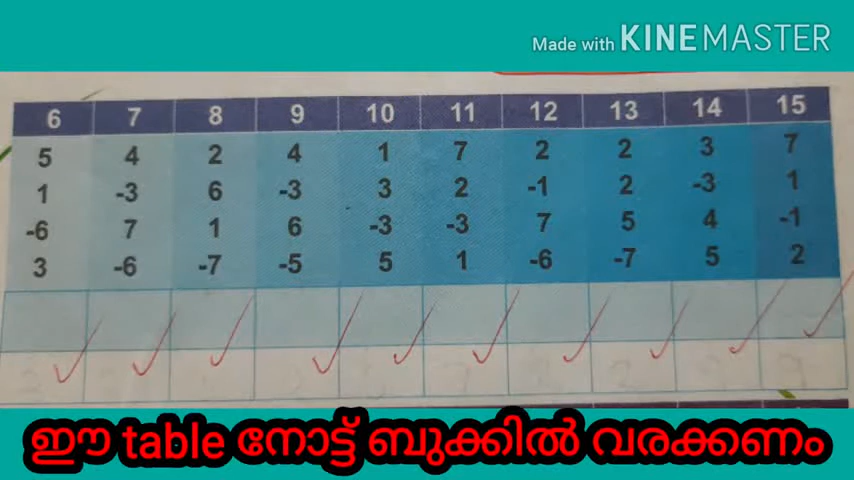 Made with KINEMASTER
6 7 8 9 10 11 12 13 14 15
5 4 2 4 1 7 2 2 3 7
1 -3 6 -3 3 2 -1 2 -3 1
-6 7 1 6 -3 -3 7 5 4 -1
3 -6 -7 -5 5 1 -6 -7 5 2
ഈ table നോട്ട് ബുക്കിൽ വരക്കണം